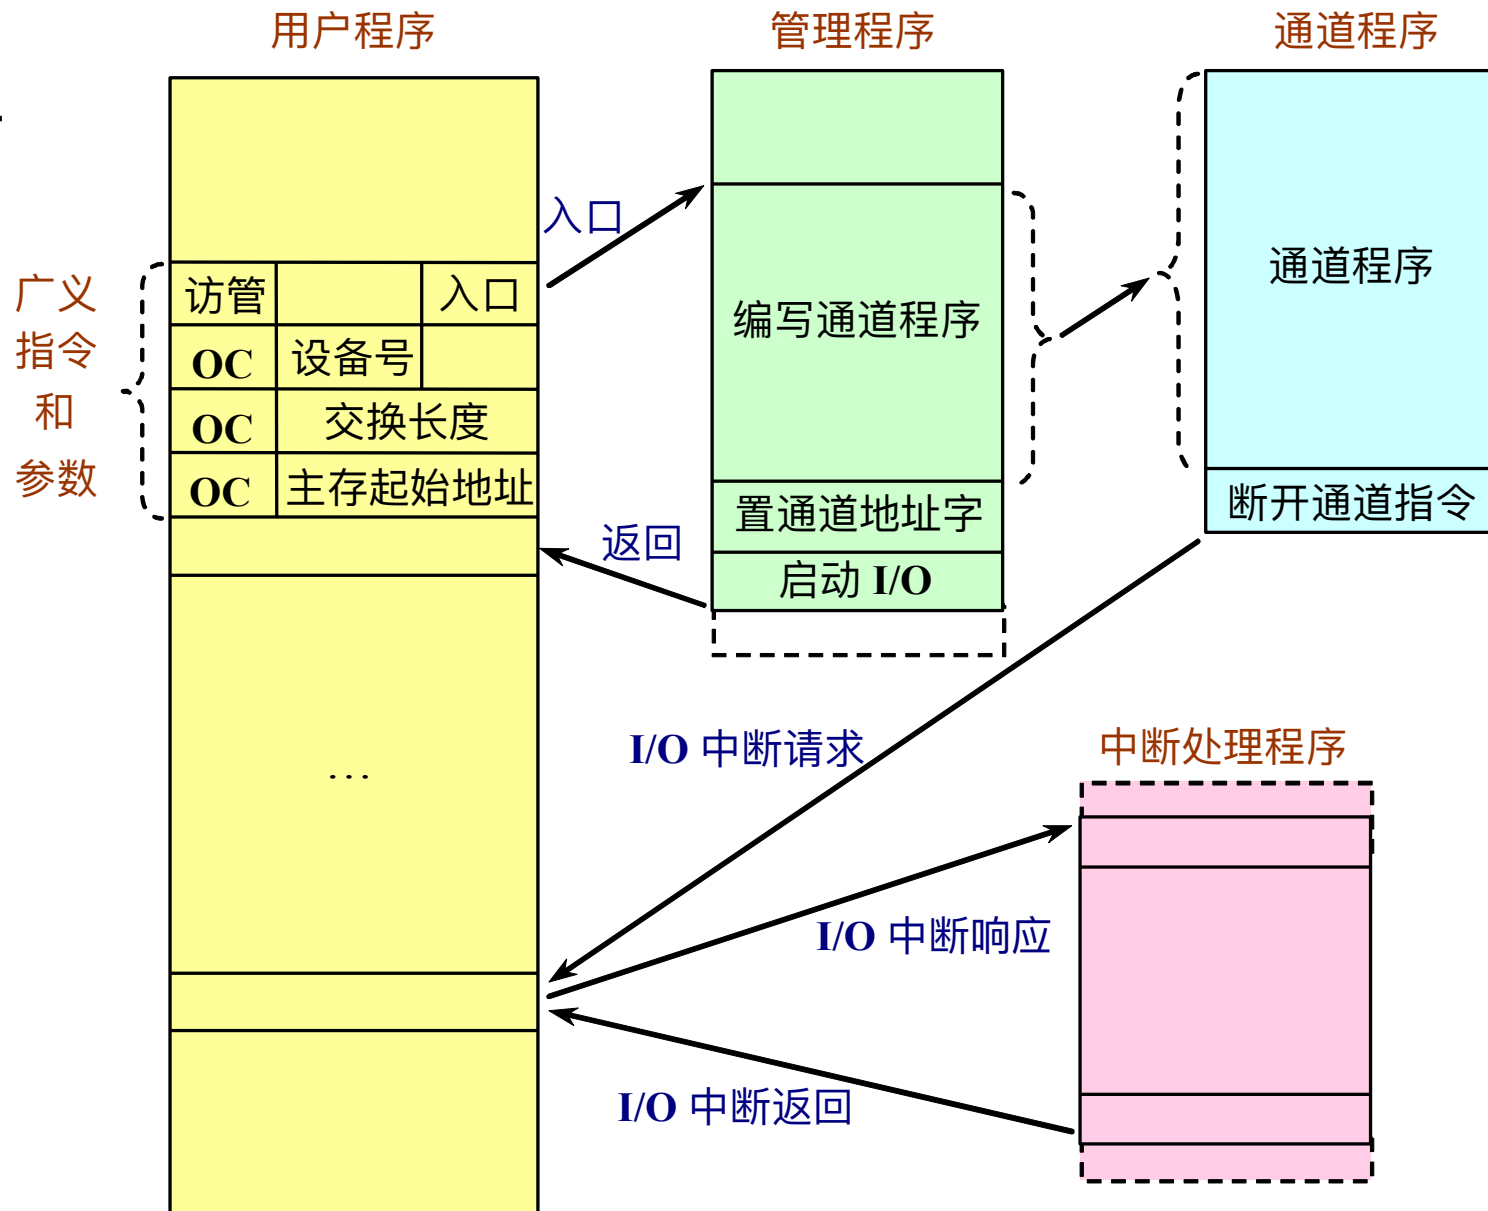 用户程序
管理程序
通道程序
入口
广义
指令
和
参数
访管
入口
OC
设备号
OC
交换长度
OC
主存起始地址
返回
编写通道程序
置通道地址字
启动 I/O
通道程序
断开通道指令
...
I/O 中断请求
中断处理程序
I/O 中断响应
I/O 中断返回